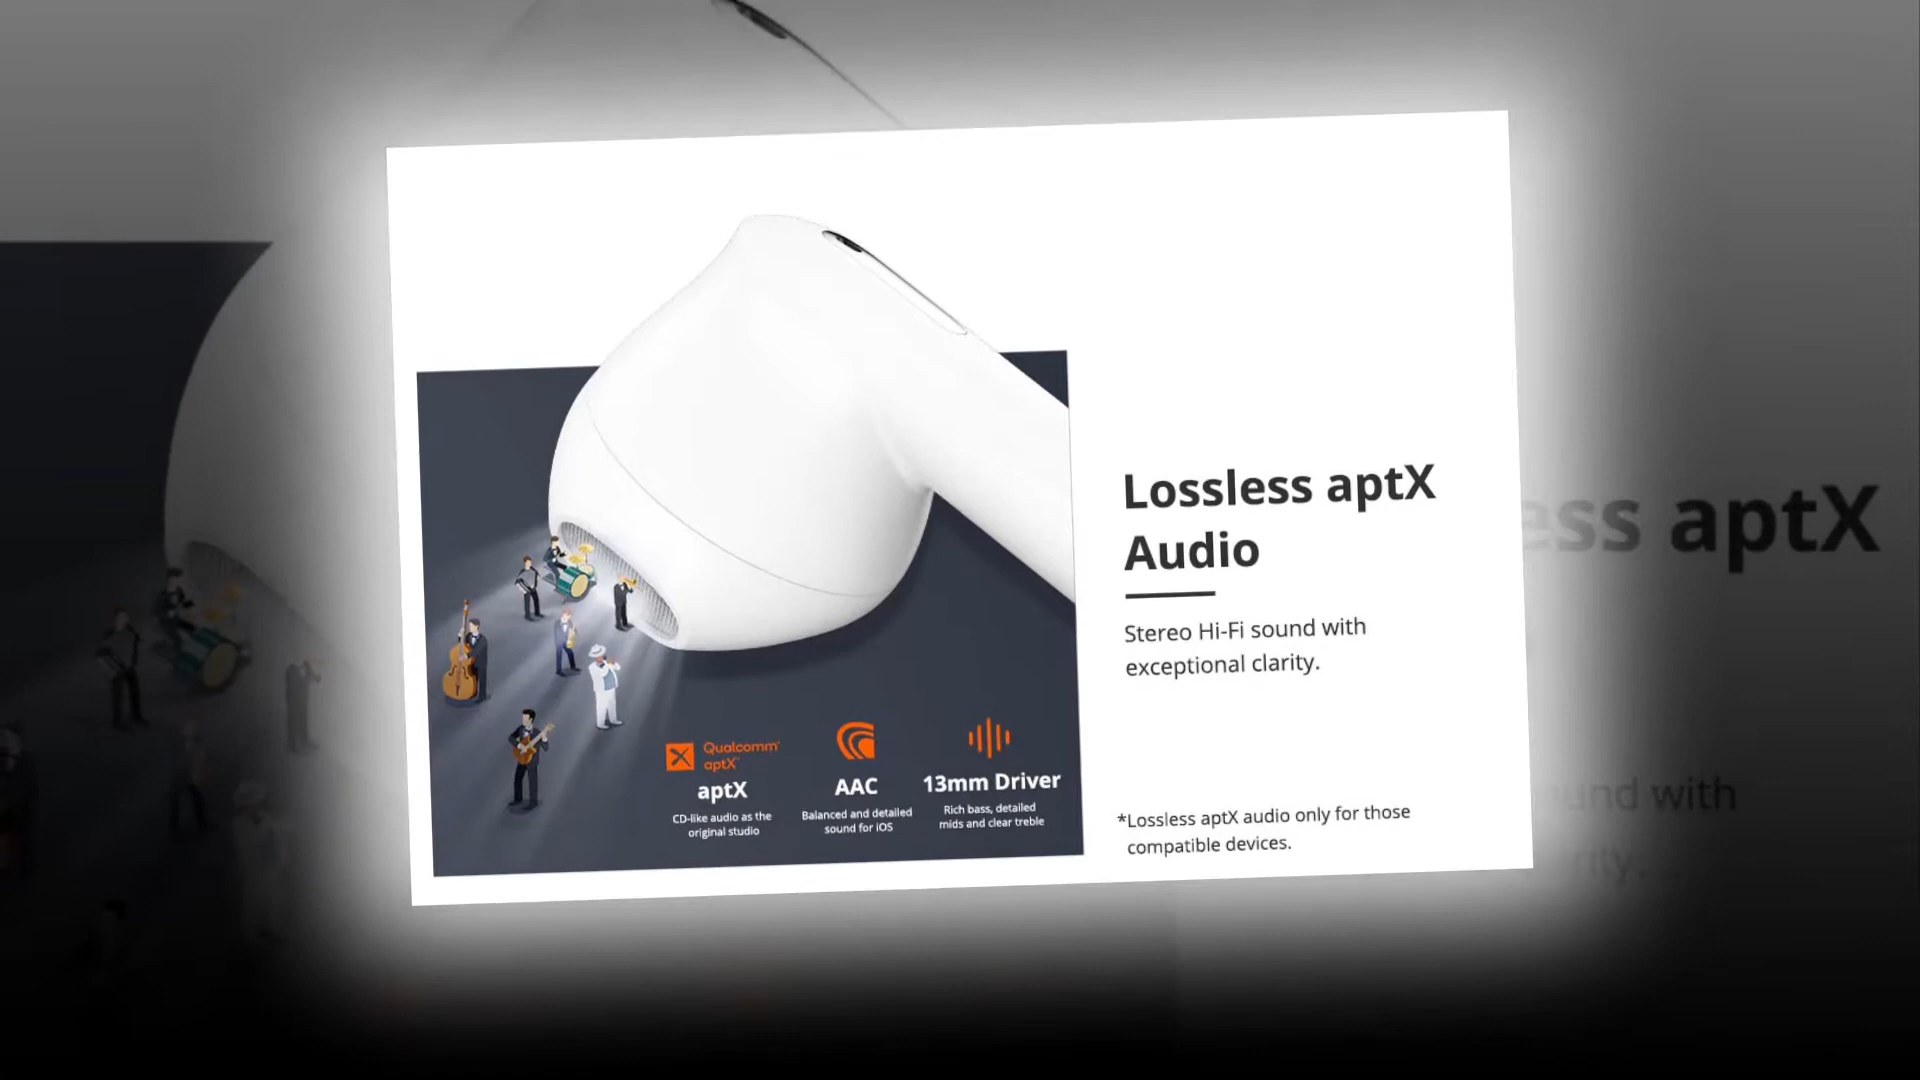 Lossless aptX
Audio
Stereo Hi-Fi sound with
exceptional clarity.
*Lossless aptX audio only for those
compatible devices.
Qualcomm
aptX
aptX
CD-like audio as the
original studio
AAC
Balanced and detailed
sound for iOS
13mm Driver
Rich bass, detailed
mids and clear treble
ess aptX
und with
rity.